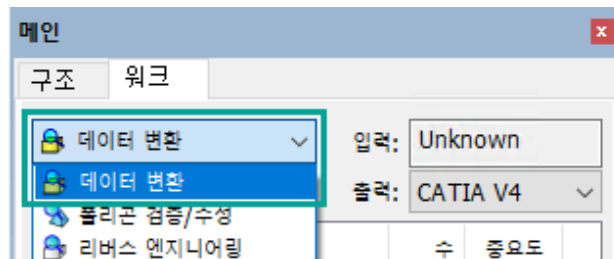 메인
구조 워크
데이터 변환 입력: Unknown
데이터 변환 출력: CATIA V4
폴리곤 검증/수성
리버스 엔지니어링 수 중요도